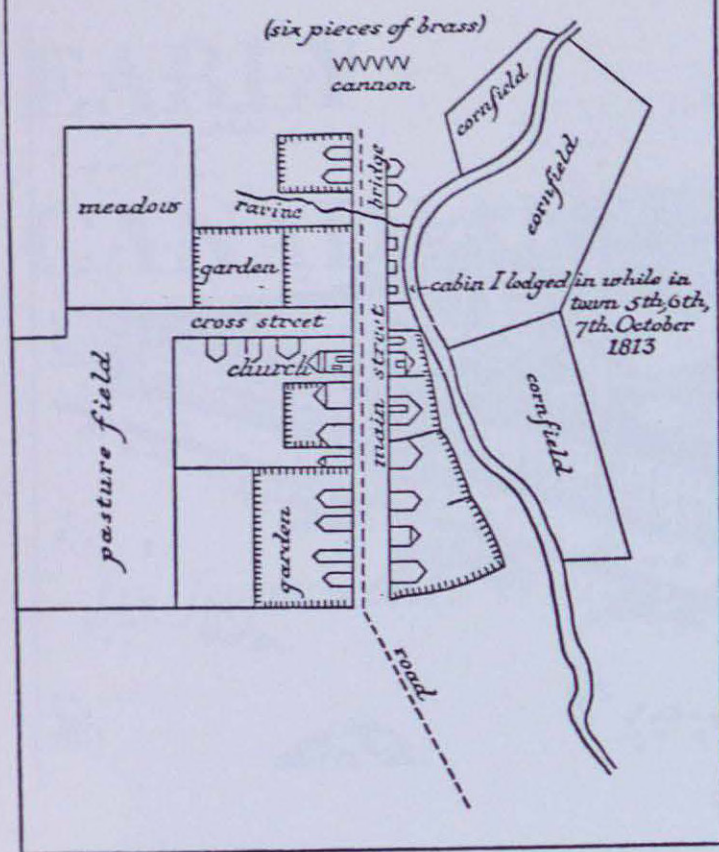 (six pieces of brass)
cannon
cornfield
cornfield
bridge
meadow
ravine
garden
cabin I lodged in while in
town 5th, 6th,
7th. October
1813
cross street
church
main street
pasture field
cornfield
garden
road